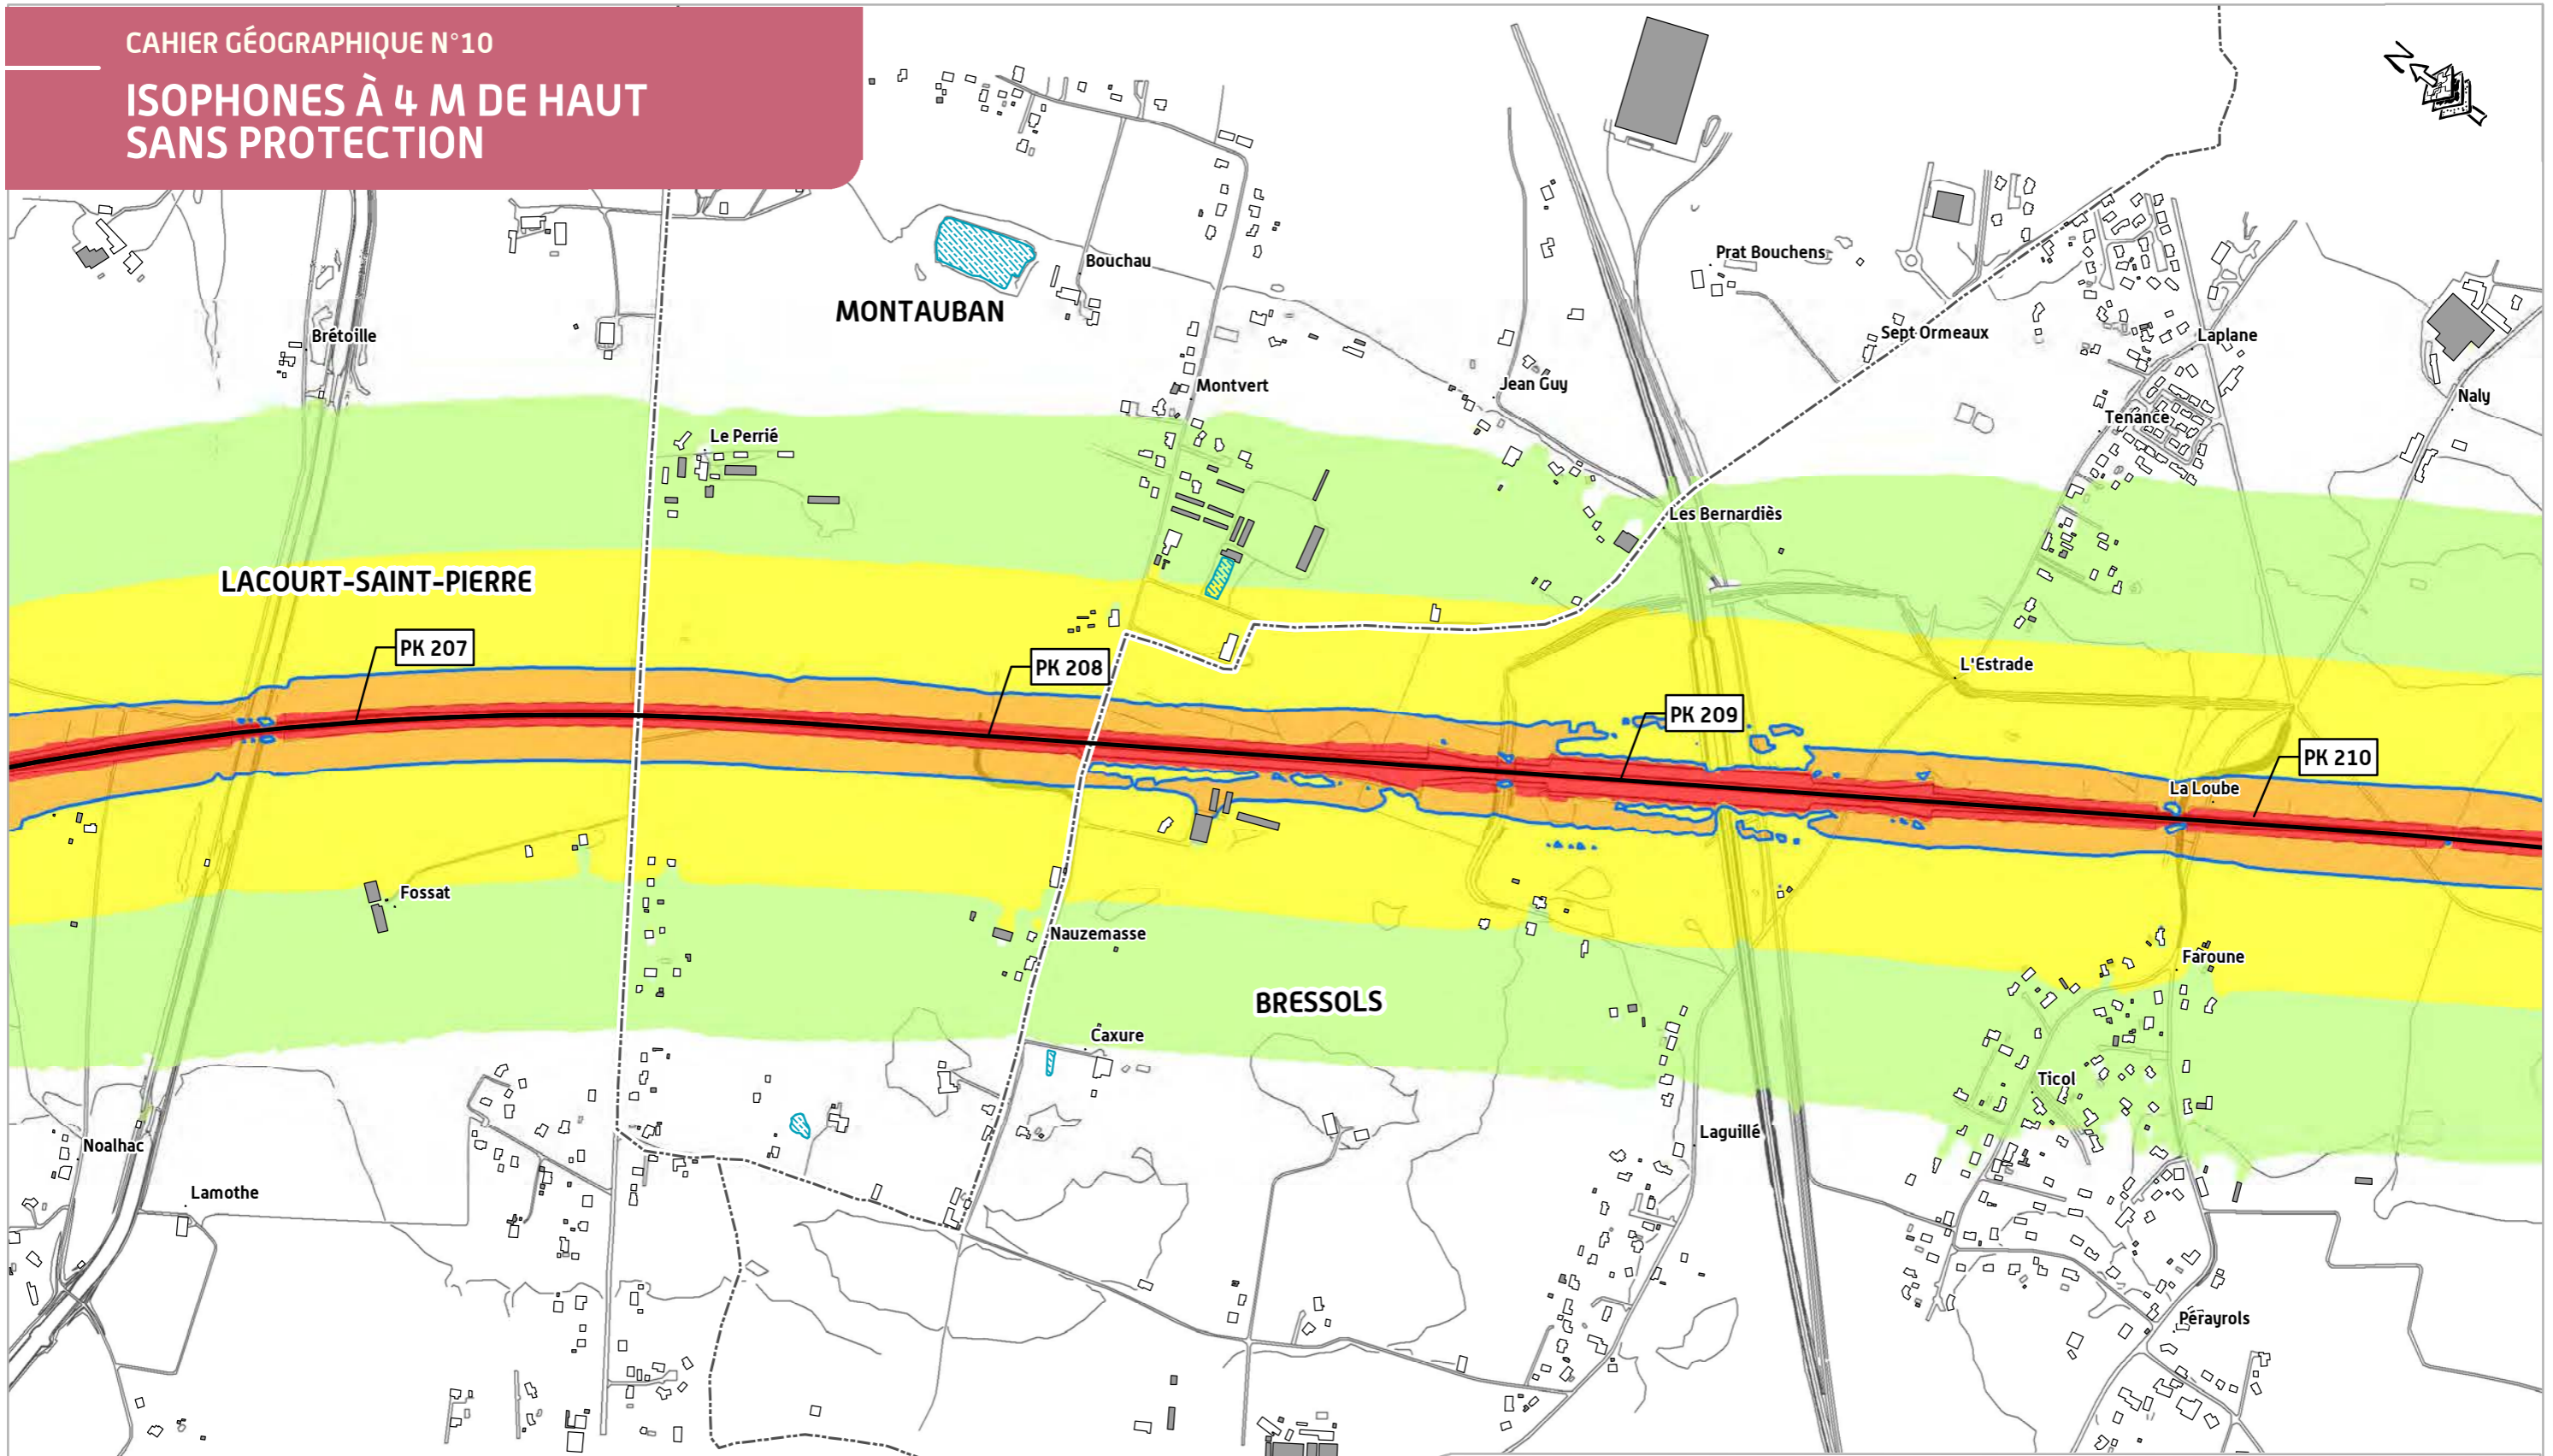 CAHIER GÉOGRAPHIQUE N°10
ISOPHONES À 4 M DE HAUT
SANS PROTECTION
N
Bouchau
Prat Bouchens
MONTAUBAN
Brétoille
Sept Ormeaux
Laplane
Montvert
Jean Guy
Naly
Tenance
Le Perrié
Les Bernardiès
LACOURT-SAINT-PIERRE
PK 207
PK 208
L'Estrade
PK 209
PK 210
La Loube
Fossat
Nauzemasse
Faroune
BRESSOLS
Caxure
Ticol
Laguillé
Noalhac
Lamothe
Pérayrols